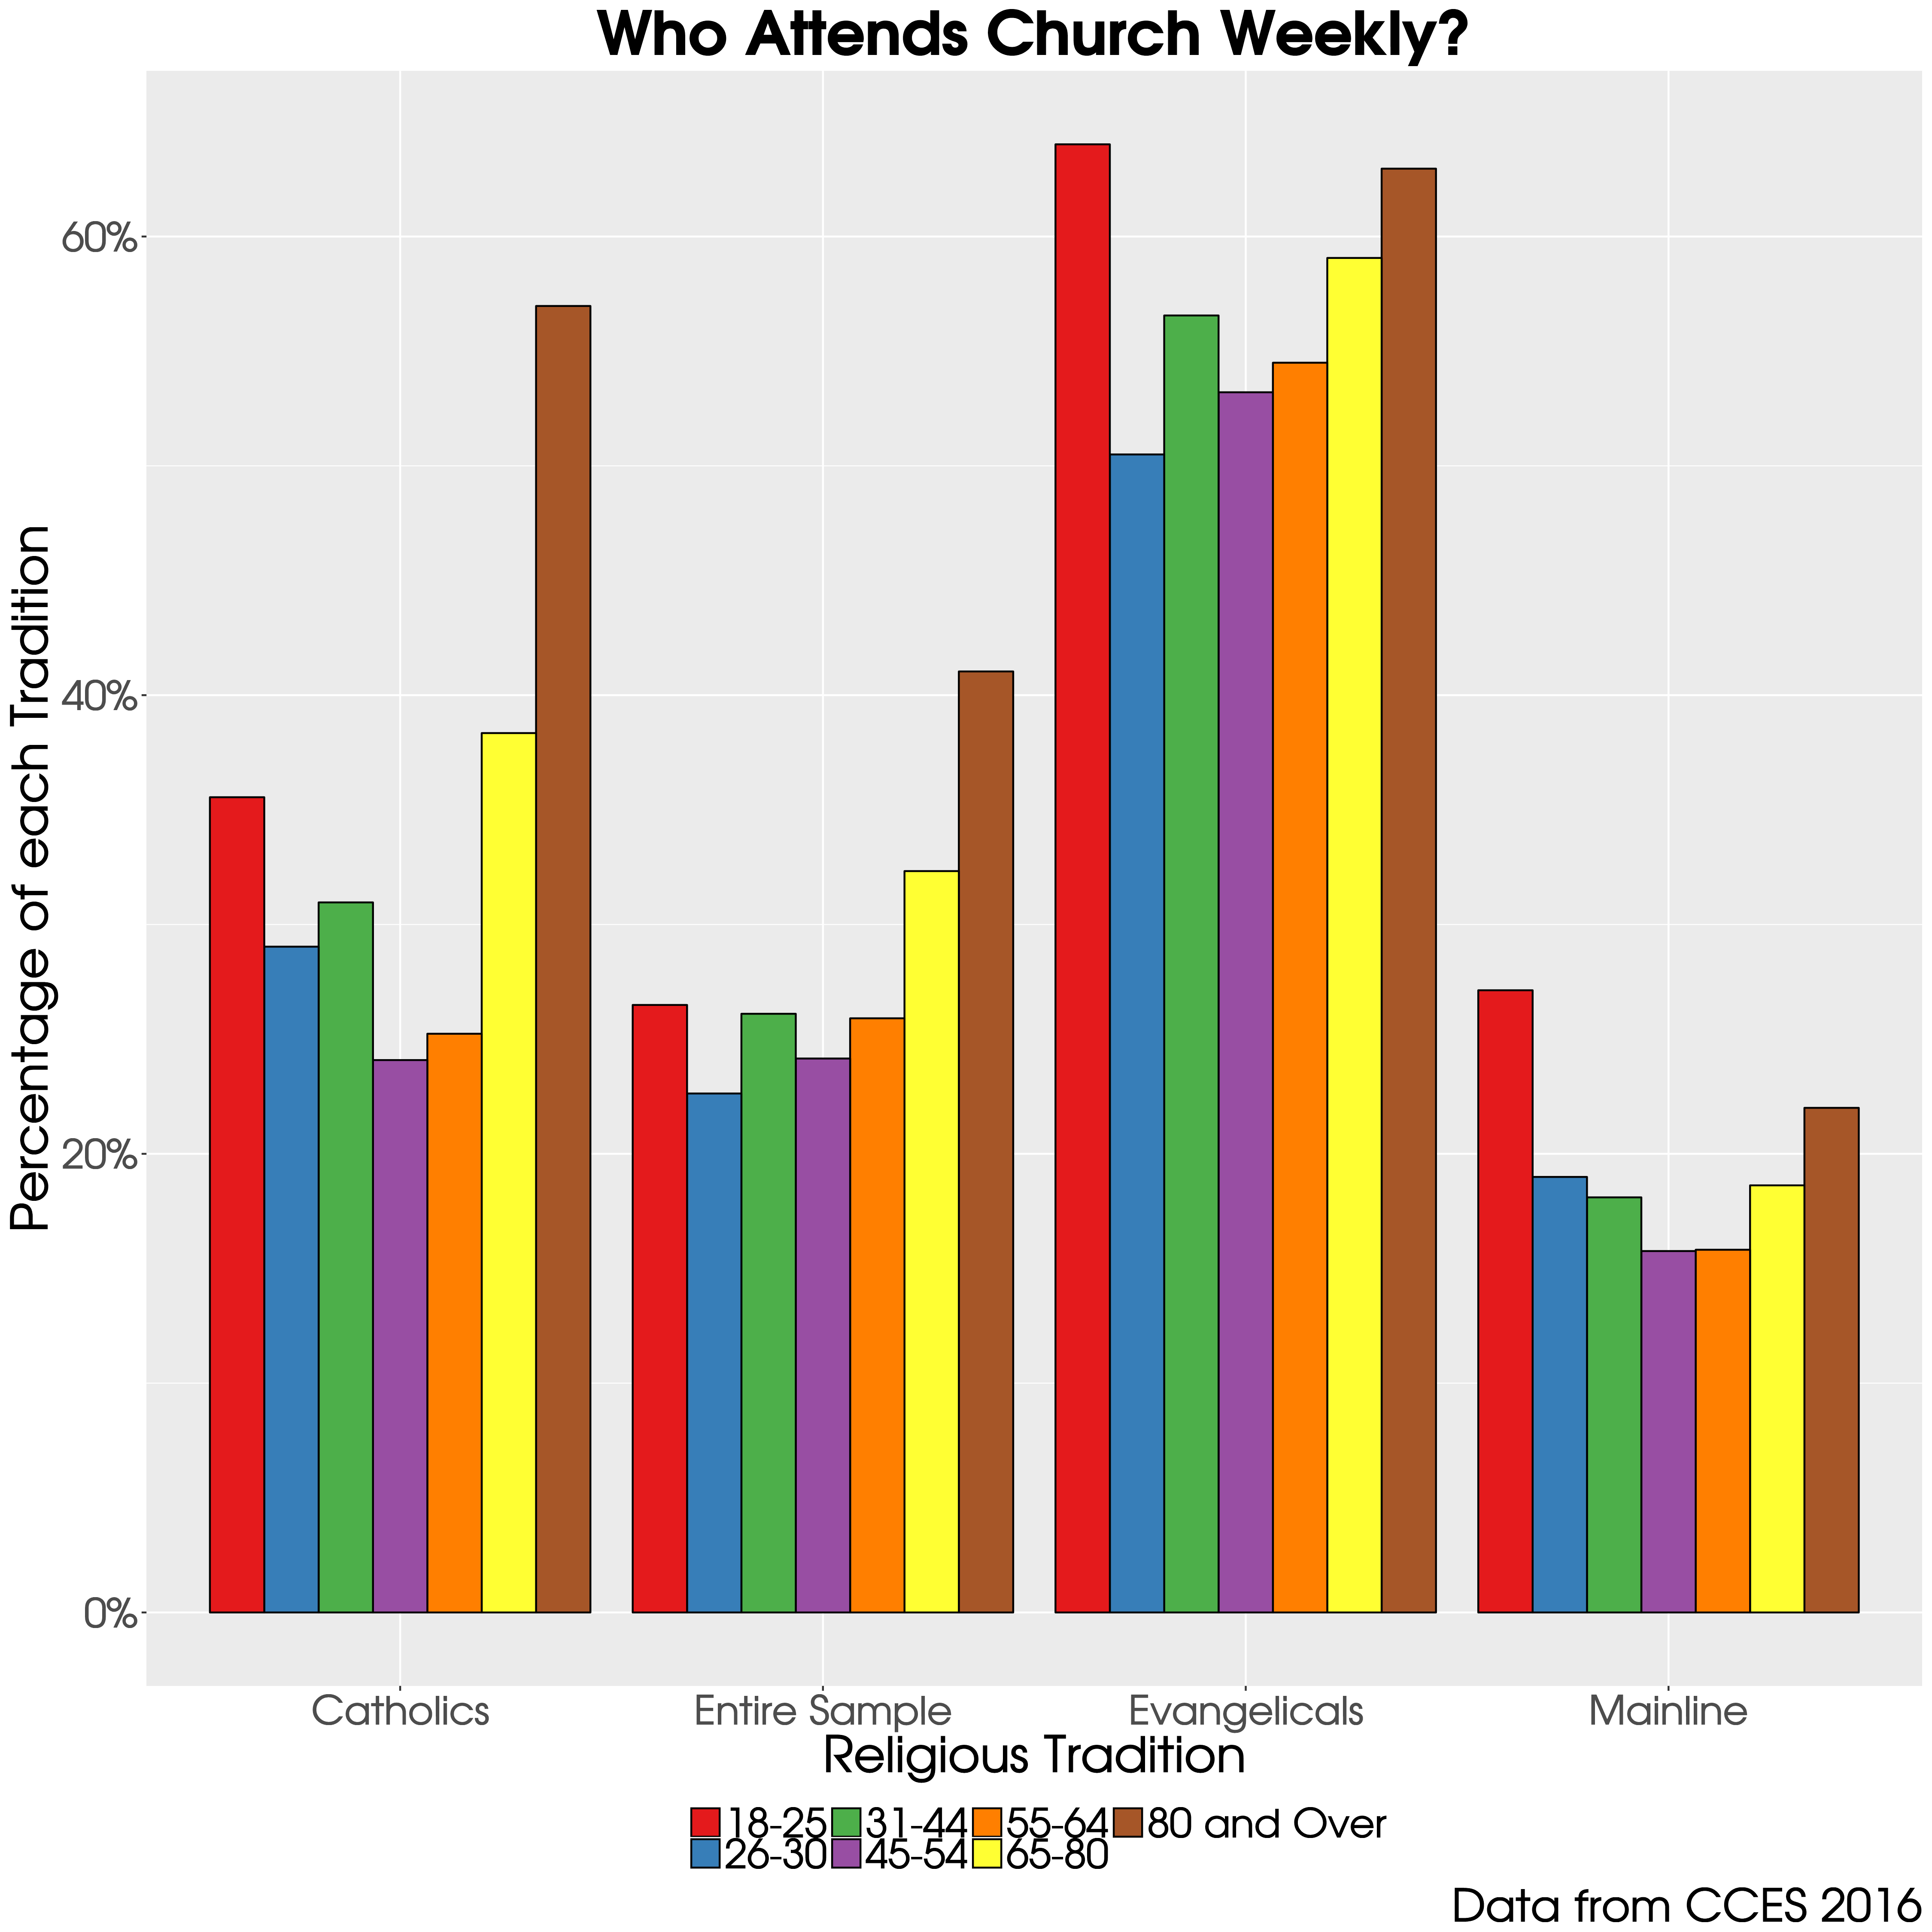 Who Attends Church Weekly?
Percentage of each Tradition
60%
40%
20%
0%
Catholics Entire Sample Evangelicals Mainline
Religious Tradition
18-25 31-44 55-64 80 and Over
26-30 45-54 65-80
Data from CCES 2016